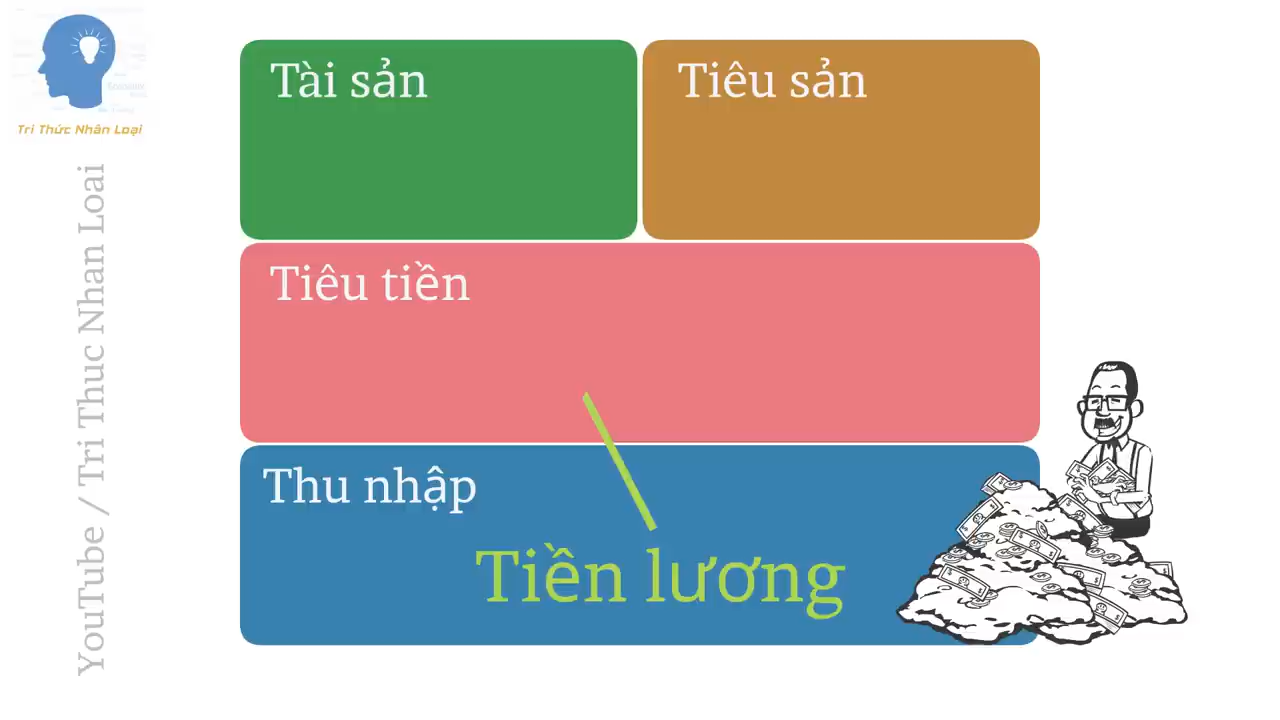 Tri Thức Nhân Loại
YouTube / Tri Thuc Nhan Loai
Tài sản
Tiêu sản
Tiêu tiền
Thu nhập
Tiền lương